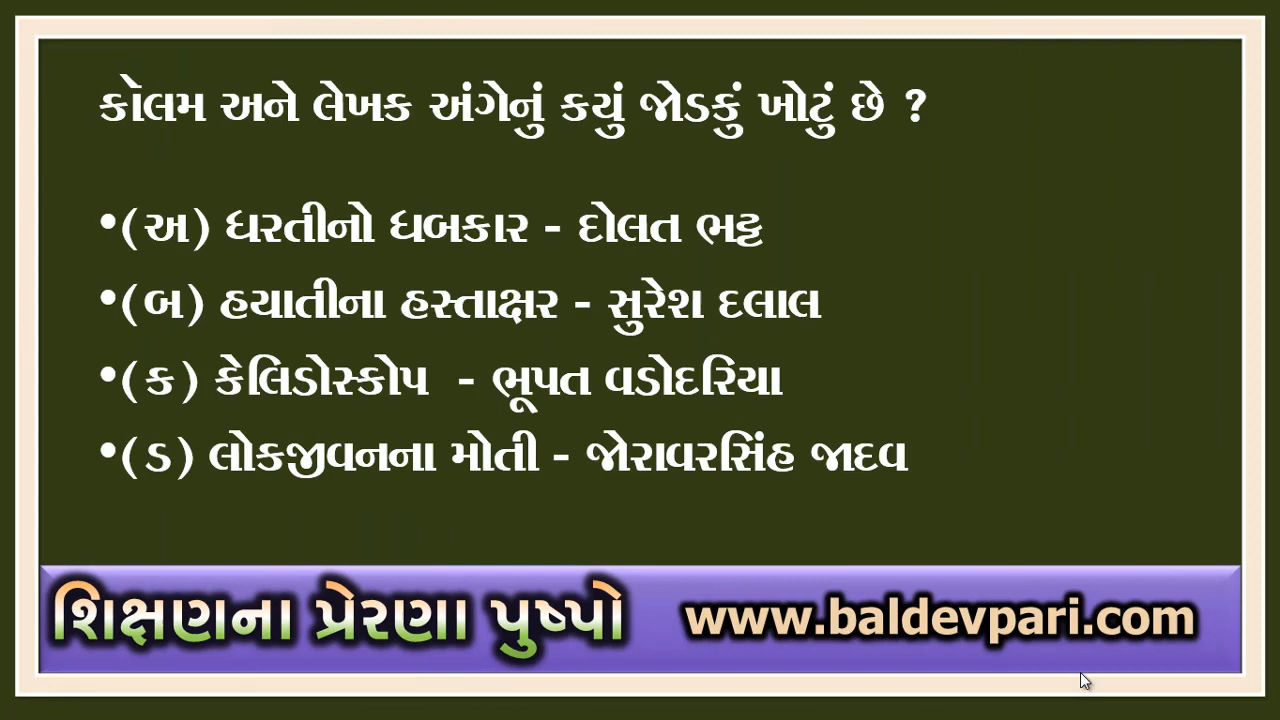 કૉલમ અને લેખક અંગેનું કયું જોડકું ખોટું છે ?
•(અ) ધરતીનો ધબકાર - દોલત ભટ્ટ
•(બ) હયાતીના હસ્તાક્ષર - સુરેશ દલાલ
•(ક) કેલિડોસ્કોપ - ભૂપત વડોદરિયા
•(ડ) લોકજીવનના મોતી - જોરાવરસિંહ જાદવ
શિક્ષણના પ્રેરણા પુષ્પો www.baldevpari.com